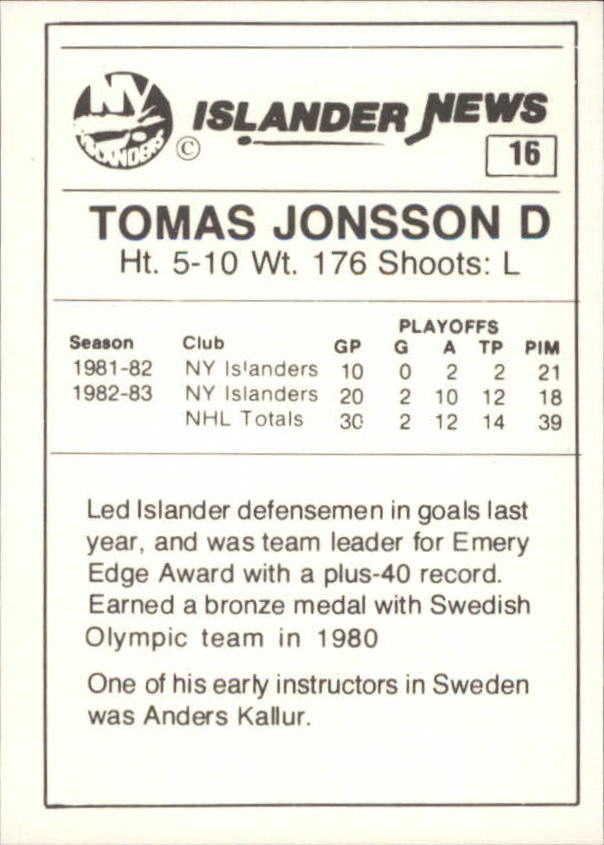 NY
ISLANDERS
©
ISLANDER NEWS
16
TOMAS JONSSON D
Ht. 5-10 Wt. 176 Shoots: L
PLAYOFFS
Season Club GP G A TP PIM
1981-82 NY Islanders 10 0 2 2 21
1982-83 NY Islanders 20 2 10 12 18
NHL Totals 30 2 12 14 39
Led Islander defensemen in goals last
year, and was team leader for Emery
Edge Award with a plus-40 record.
Earned a bronze medal with Swedish
Olympic team in 1980
One of his early instructors in Sweden
was Anders Kallur.